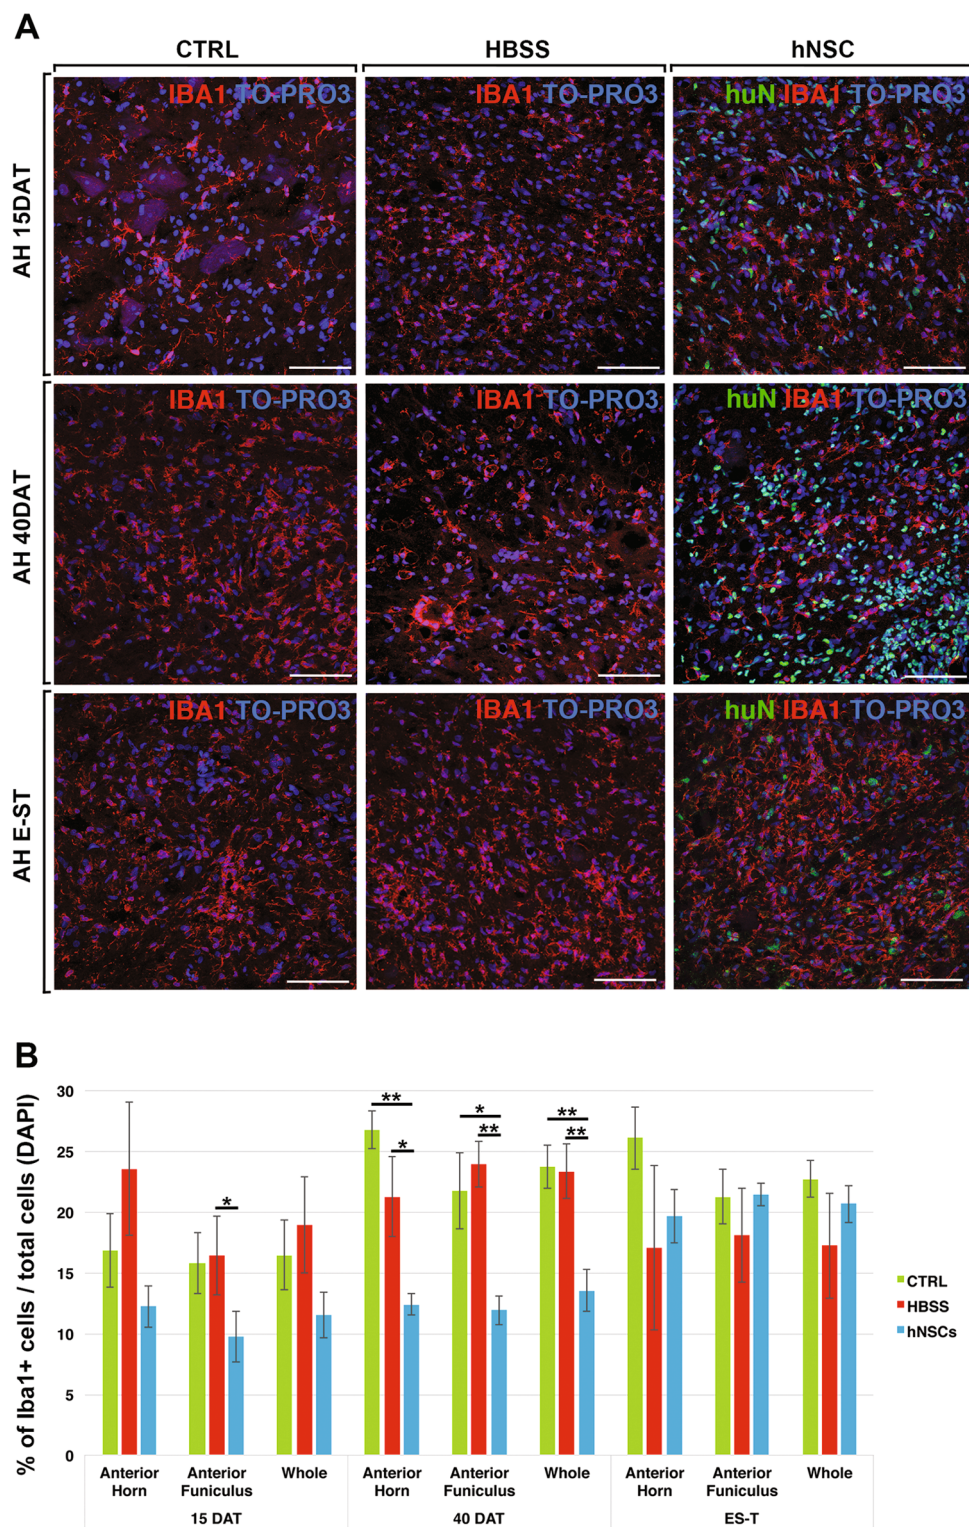 A
CTRL HBSS hNSC
AH 15DAT
IBA1 TO-PRO3
IBA1 TO-PRO3
huN IBA1 TO-PRO3
AH 40DAT
IBA1 TO-PRO3
IBA1 TO-PRO3
huN IBA1 TO-PRO3
AH E-ST
IBA1 TO-PRO3
IBA1 TO-PRO3
huN IBA1 TO-PRO3
B
% of Iba1+ cells / total cells (DAPI)
30
25
20
15
10
5
0
*
**
*
*
**
**
**
CTRL
HBSS
hNSCs
Anterior Horn
Anterior Funiculus
Whole
Anterior Horn
Anterior Funiculus
Whole
Anterior Horn
Anterior Funiculus
Whole
15 DAT 40 DAT ES-T